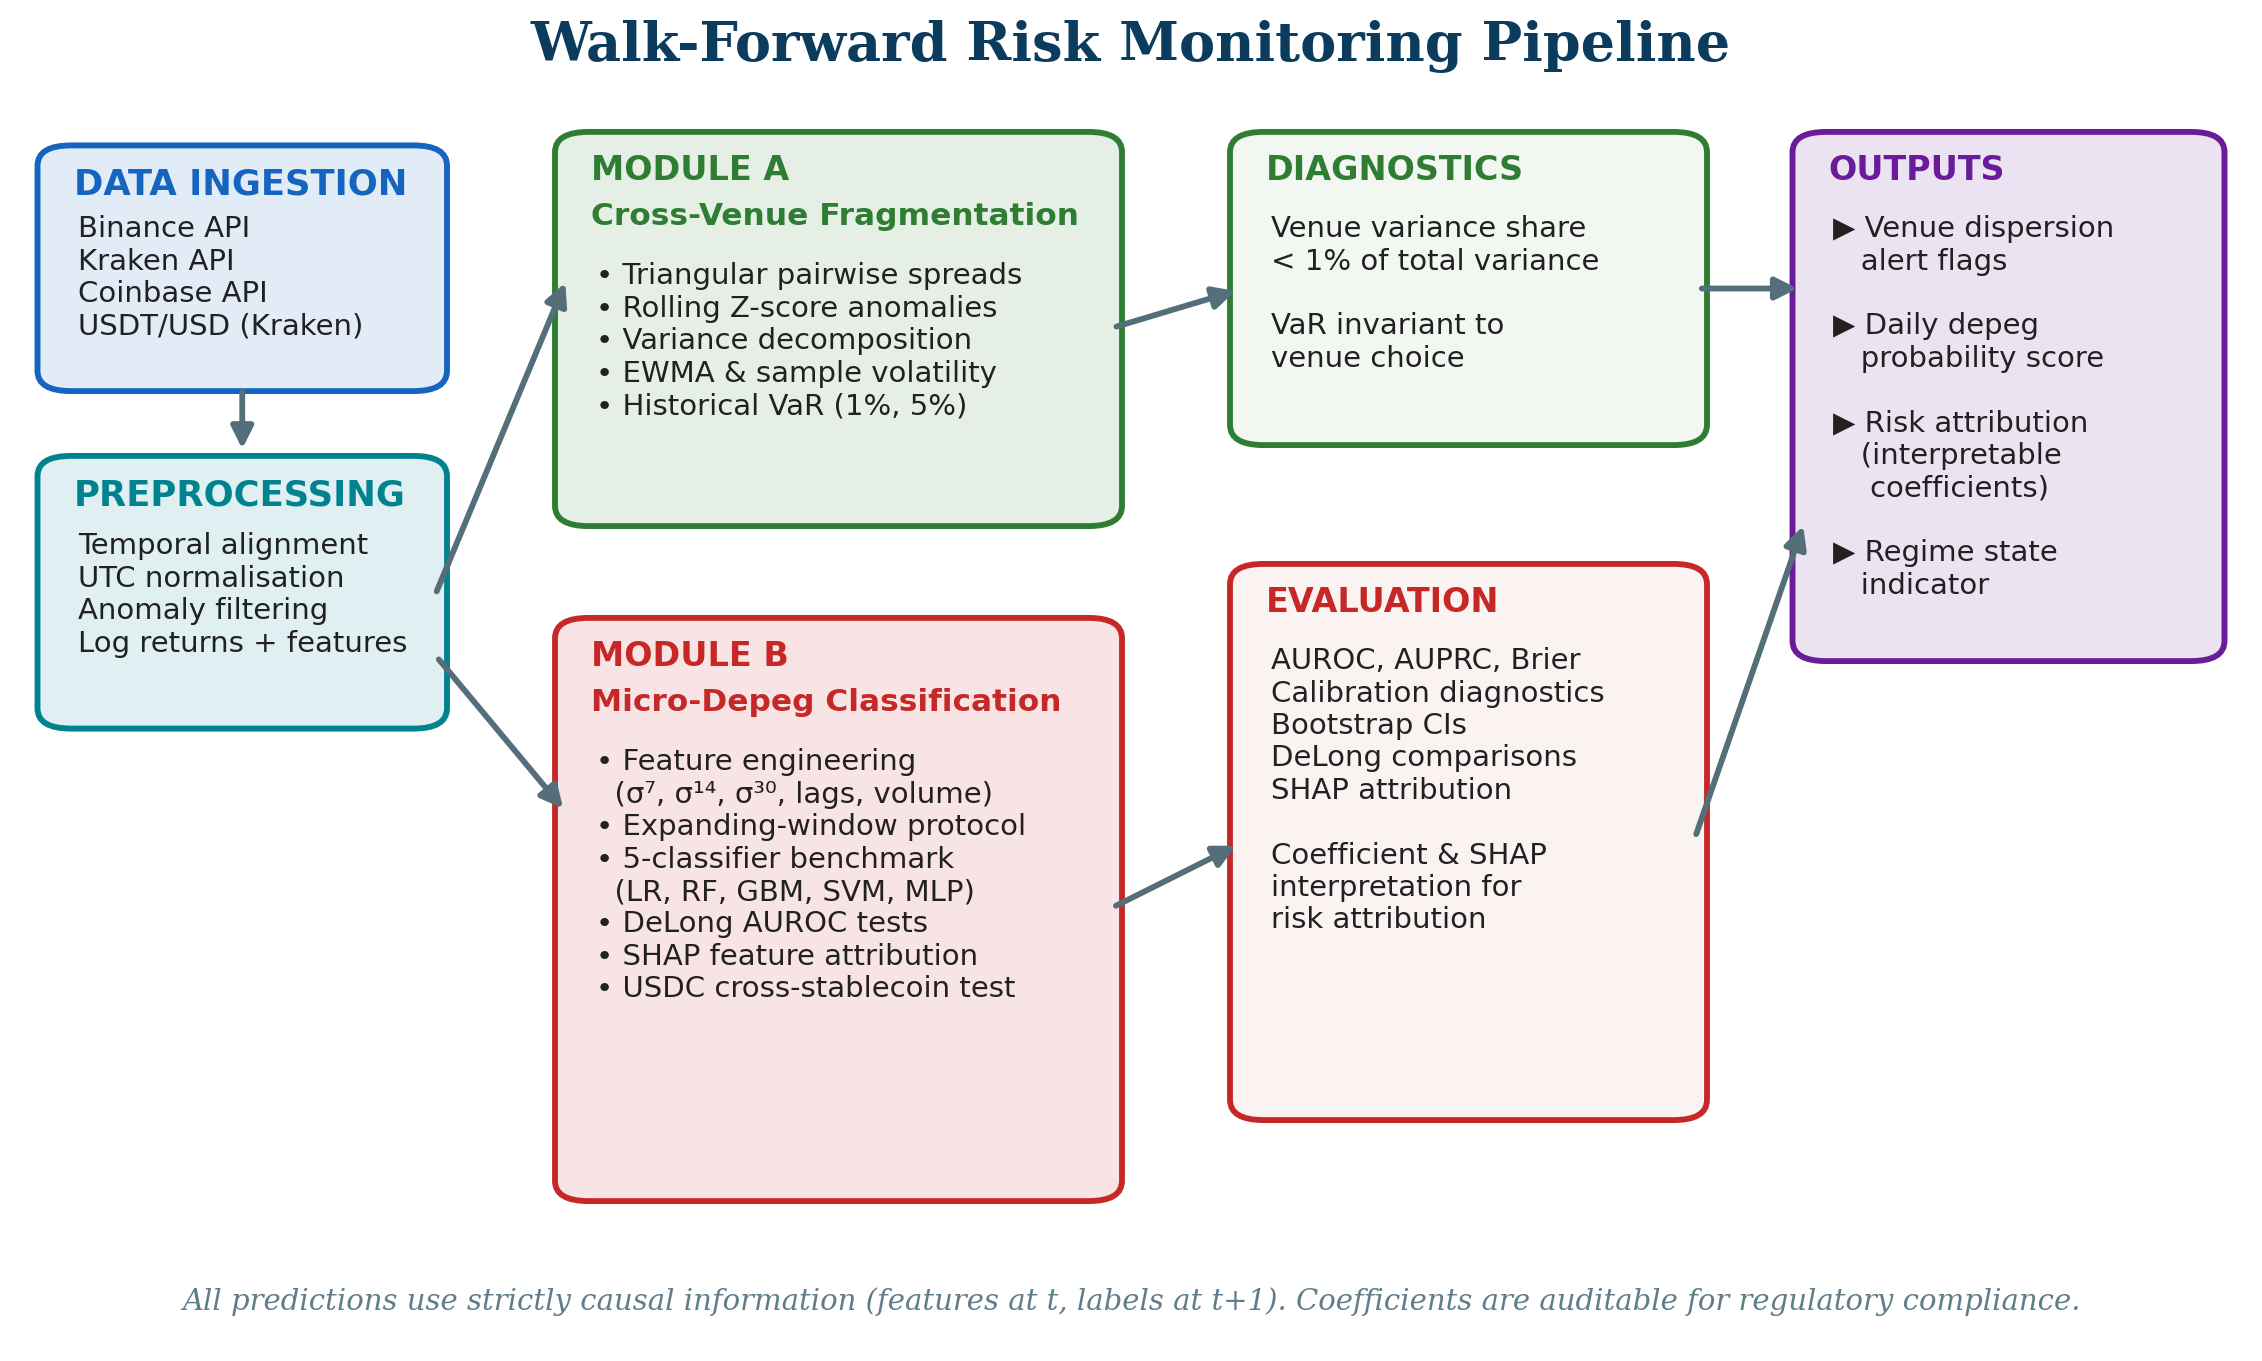 Walk-Forward Risk Monitoring Pipeline
DATA INGESTION
Binance API
Kraken API
Coinbase API
USDT/USD (Kraken)
PREPROCESSING
Temporal alignment
UTC normalisation
Anomaly filtering
Log returns + features
MODULE A
Cross-Venue Fragmentation
• Triangular pairwise spreads
• Rolling Z-score anomalies
• Variance decomposition
• EWMA & sample volatility
• Historical VaR (1%, 5%)
MODULE B
Micro-Depeg Classification
• Feature engineering
(σ⁷, σ¹⁴, σ³⁰, lags, volume)
• Expanding-window protocol
• 5-classifier benchmark
(LR, RF, GBM, SVM, MLP)
• DeLong AUROC tests
• SHAP feature attribution
• USDC cross-stablecoin test
DIAGNOSTICS
Venue variance share
< 1% of total variance
VaR invariant to
venue choice
EVALUATION
AUROC, AUPRC, Brier
Calibration diagnostics
Bootstrap CIs
DeLong comparisons
SHAP attribution
Coefficient & SHAP
interpretation for
risk attribution
OUTPUTS
▶ Venue dispersion
alert flags
▶ Daily depeg
probability score
▶ Risk attribution
(interpretable
coefficients)
▶ Regime state
indicator
All predictions use strictly causal information (features at t, labels at t+1). Coefficients are auditable for regulatory compliance.